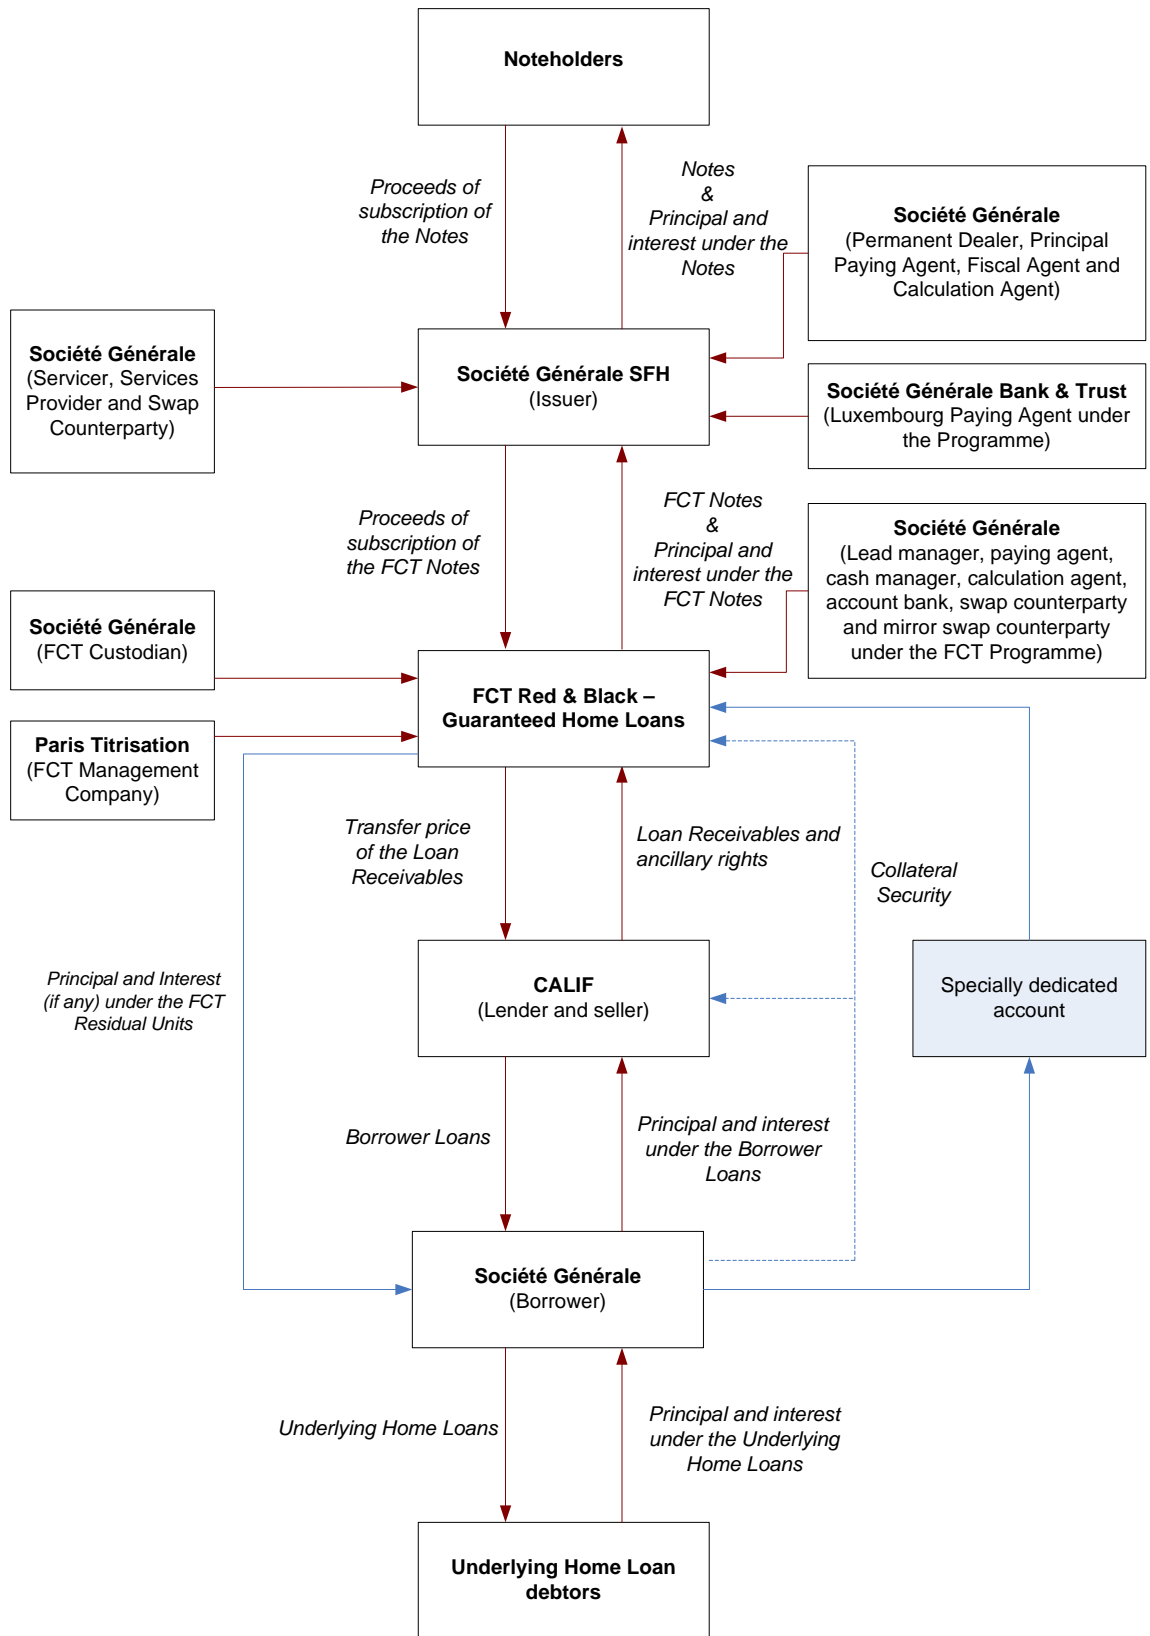 Noteholders
Proceeds of
subscription of
the Notes
Notes
&
Principal and
interest under the
Notes
Société Générale
(Permanent Dealer, Principal
Paying Agent, Fiscal Agent and
Calculation Agent)
Société Générale
(Servicer, Services
Provider and Swap
Counterparty)
Société Générale SFH
(Issuer)
Société Générale Bank & Trust
(Luxembourg Paying Agent under
the Programme)
Proceeds of
subscription of
the FCT Notes
FCT Notes
&
Principal and
interest under the
FCT Notes
Société Générale
(Lead manager, paying agent,
cash manager, calculation agent,
account bank, swap counterparty
and mirror swap counterparty
under the FCT Programme)
Société Générale
(FCT Custodian)
FCT Red & Black –
Guaranteed Home Loans
Paris Titrisation
(FCT Management
Company)
Transfer price
of the Loan
Receivables
Loan Receivables and
ancillary rights
Collateral
Security
Principal and Interest
(if any) under the FCT
Residual Units
CALIF
(Lender and seller)
Specially dedicated
account
Borrower Loans
Principal and interest
under the Borrower
Loans
Société Générale
(Borrower)
Underlying Home Loans
Principal and interest
under the Underlying
Home Loans
Underlying Home Loan
debtors